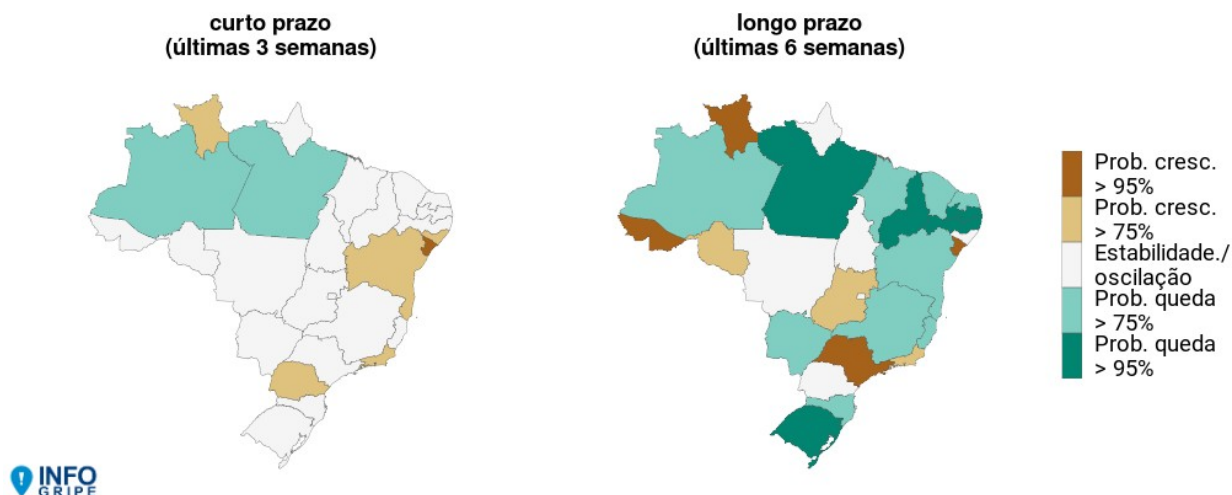 curto prazo
(últimas 3 semanas)
longo prazo
(últimas 6 semanas)
Prob. cresc.
> 95%
Prob. cresc.
> 75%
Estabilidade./
oscilação
Prob. queda
> 75%
Prob. queda
> 95%
INFO
GRIPE